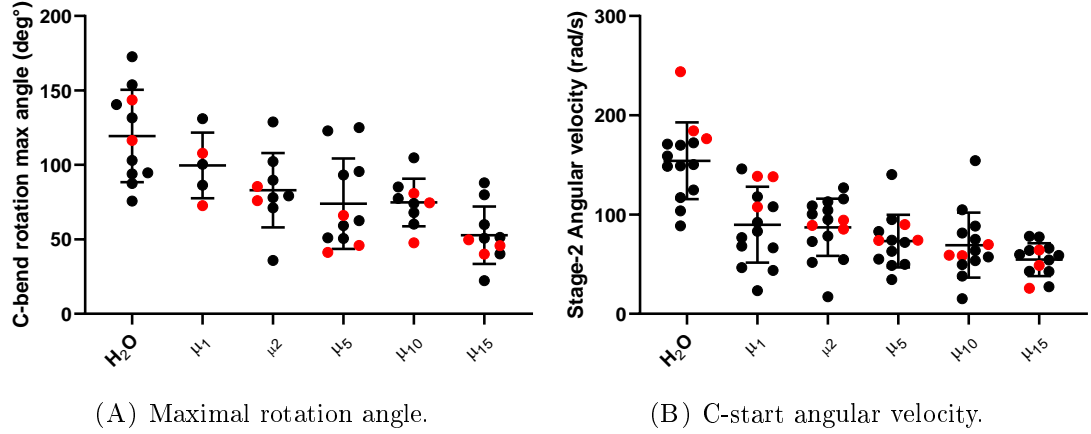 C-bend rotation max angle (deg°)
200
150
100
50
0
H₂O μ₁ μ₂ μ₅ μ₁₀ μ₁₅
(A) Maximal rotation angle.
Stage-2 Angular velocity (rad/s)
300
200
100
0
H₂O μ₁ μ₂ μ₅ μ₁₀ μ₁₅
(B) C-start angular velocity.